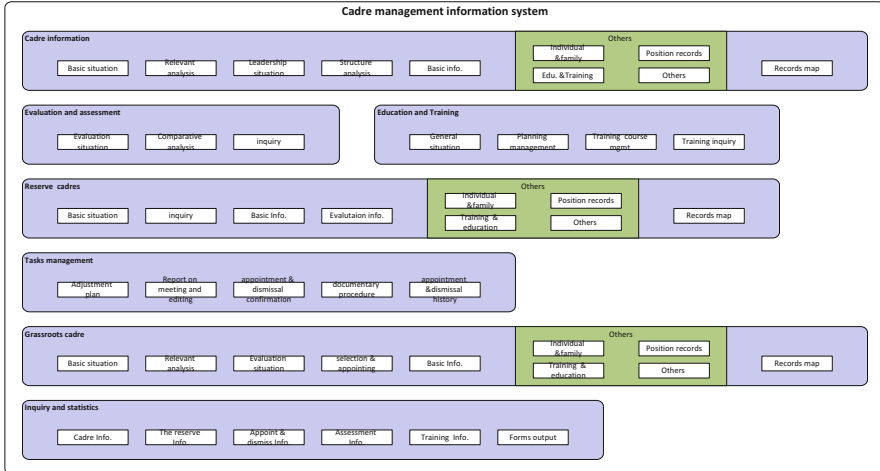 Cadre management information system
Cadre information
Others
Basic situation
Relevant
analysis
Leadership
situation
Structure
analysis
Basic info.
Individual
&family
Position records
Edu. &Training
Others
Records map
Evaluation and assessment
Evaluation
situation
Comparative
analysis
inquiry
Education and Training
General
situation
Planning
management
Training course
mgmt
Training inquiry
Reserve cadres
Others
Basic situation
inquiry
Basic Info.
Evalutaion info.
Individual
&family
Position records
Training &
education
Others
Records map
Tasks management
Adjustment
plan
Report on
meeting and
editing
appointment &
dismissal
confirmation
documentary
procedure
appointment
&dismissal
history
Grassroots cadre
Others
Basic situation
Relevant
analysis
Evaluation
situation
selection &
appointing
Basic Info.
Individual
&family
Position records
Training &
education
Others
Records map
Inquiry and statistics
Cadre Info.
The reserve
Info.
Appoint &
dismiss Info.
Assessment
Info.
Training Info.
Forms output